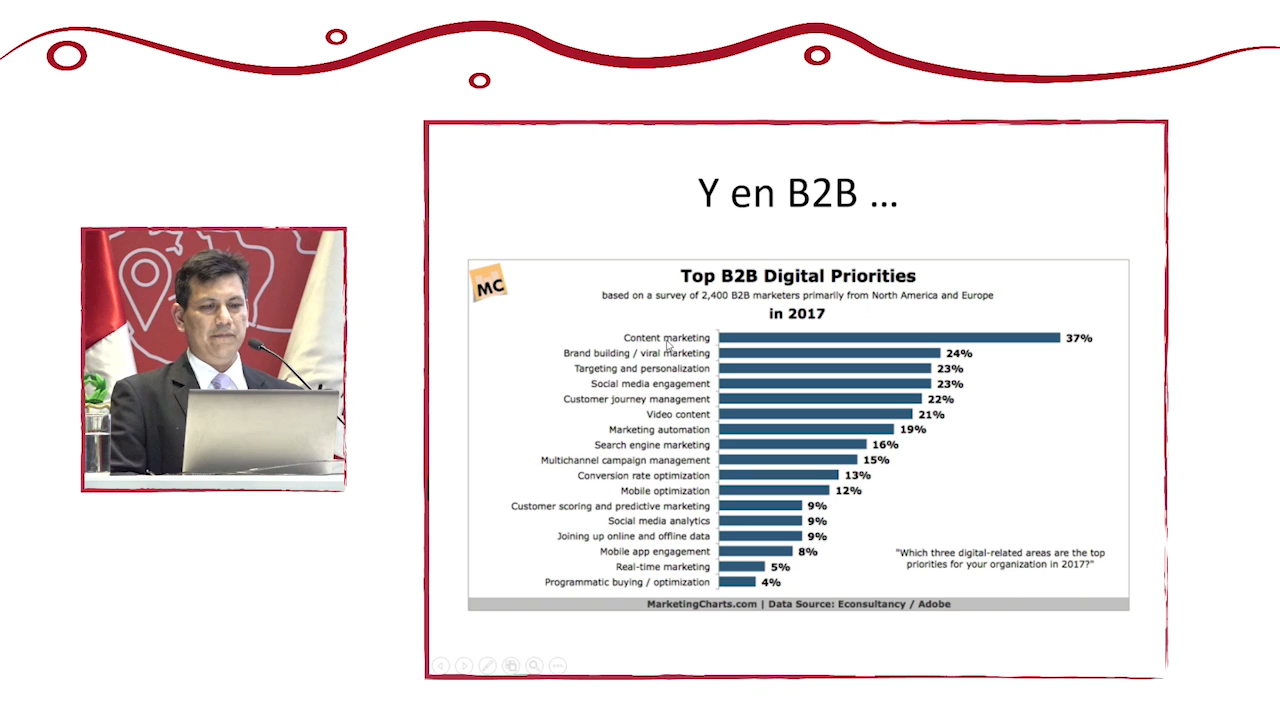 Y en B2B ...
MC
Top B2B Digital Priorities
based on a survey of 2,400 B2B marketers primarily from North America and Europe
in 2017
Content marketing 37%
Brand building / viral marketing 24%
Targeting and personalization 23%
Social media engagement 23%
Customer journey management 22%
Video content 21%
Marketing automation 19%
Search engine marketing 16%
Multichannel campaign management 15%
Conversion rate optimization 13%
Mobile optimization 12%
Customer scoring and predictive marketing 9%
Social media analytics 9%
Joining up online and offline data 9%
Mobile app engagement 8%
Real-time marketing 5%
Programmatic buying / optimization 4%
"Which three digital-related areas are the top
priorities for your organization in 2017?"
MarketingCharts.com | Data Source: Econsultancy / Adobe